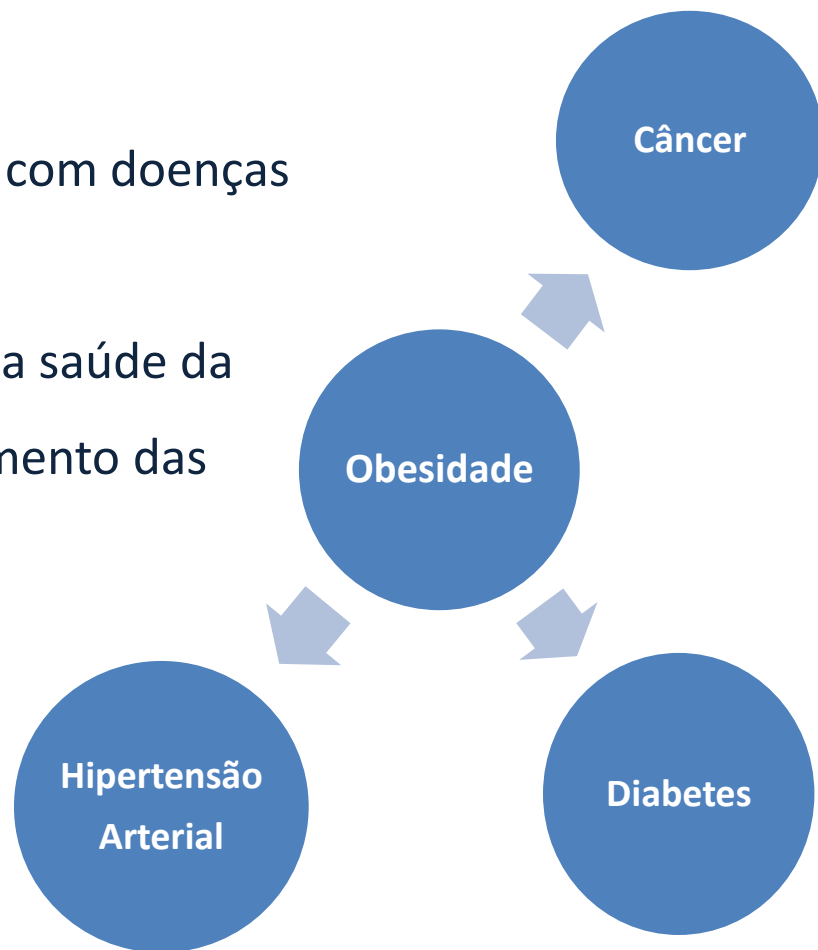 Câncer
com doenças
a saúde da
mento das
Obesidade
Hipertensão
Arterial
Diabetes